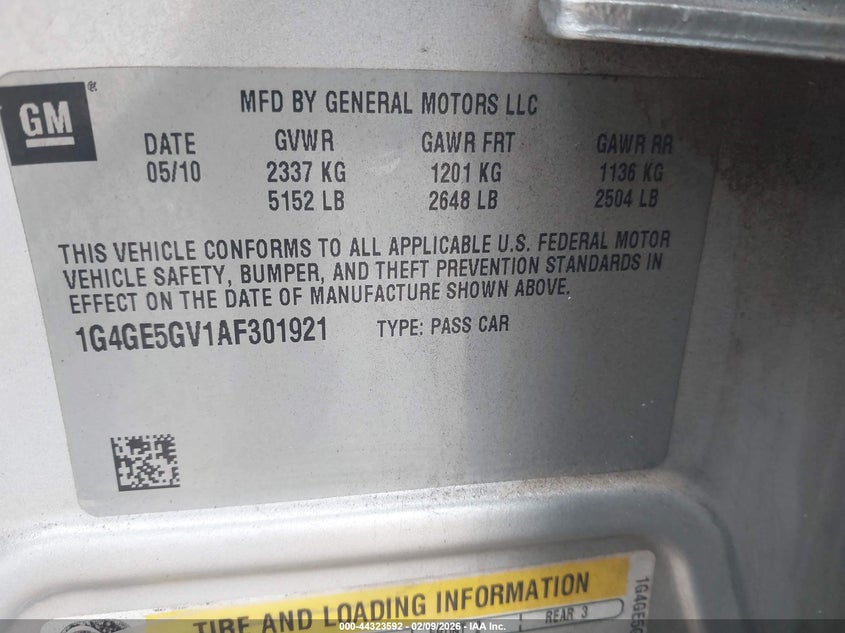 GM
MFD BY GENERAL MOTORS LLC
DATE GVWR GAWR FRT GAWR RR
05/10 2337 KG 1201 KG 1136 KG
5152 LB 2648 LB 2504 LB
THIS VEHICLE CONFORMS TO ALL APPLICABLE U.S. FEDERAL MOTOR
VEHICLE SAFETY, BUMPER, AND THEFT PREVENTION STANDARDS IN
EFFECT ON THE DATE OF MANUFACTURE SHOWN ABOVE.
1G4GE5GV1AF301921 TYPE: PASS CAR
TIRE AND LOADING INFORMATION
REAR 3
000-44323592 - 02/09/2026 - IAA Inc.